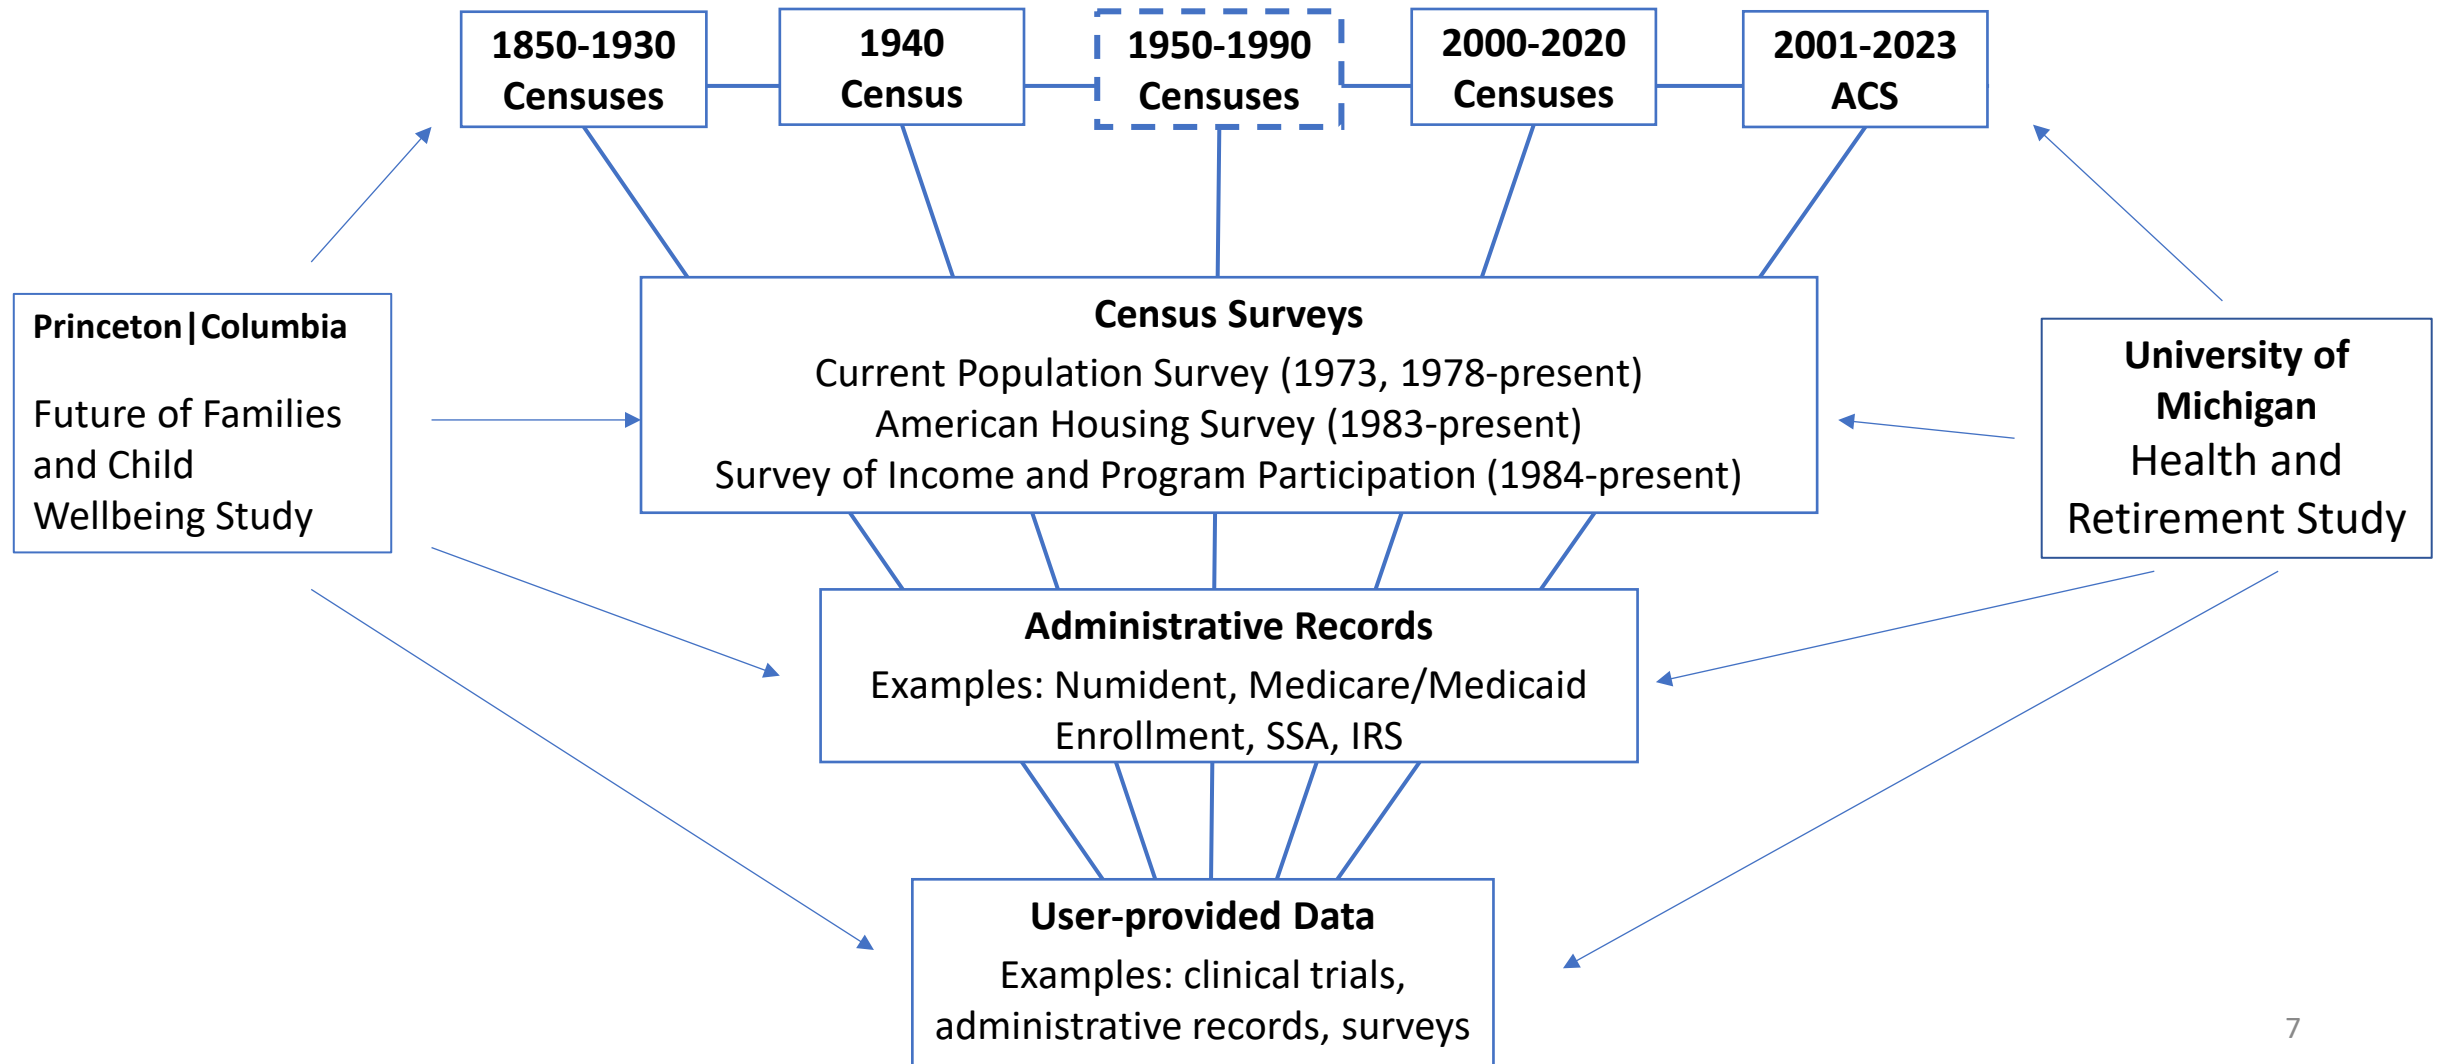 1850-1930
Censuses
1940
Census
1950-1990
Censuses
2000-2020
Censuses
2001-2023
ACS
Princeton|Columbia
Future of Families
and Child
Wellbeing Study
Census Surveys
Current Population Survey (1973, 1978-present)
American Housing Survey (1983-present)
Survey of Income and Program Participation (1984-present)
University of
Michigan
Health and
Retirement Study
Administrative Records
Examples: Numident, Medicare/Medicaid
Enrollment, SSA, IRS
User-provided Data
Examples: clinical trials,
administrative records, surveys
7